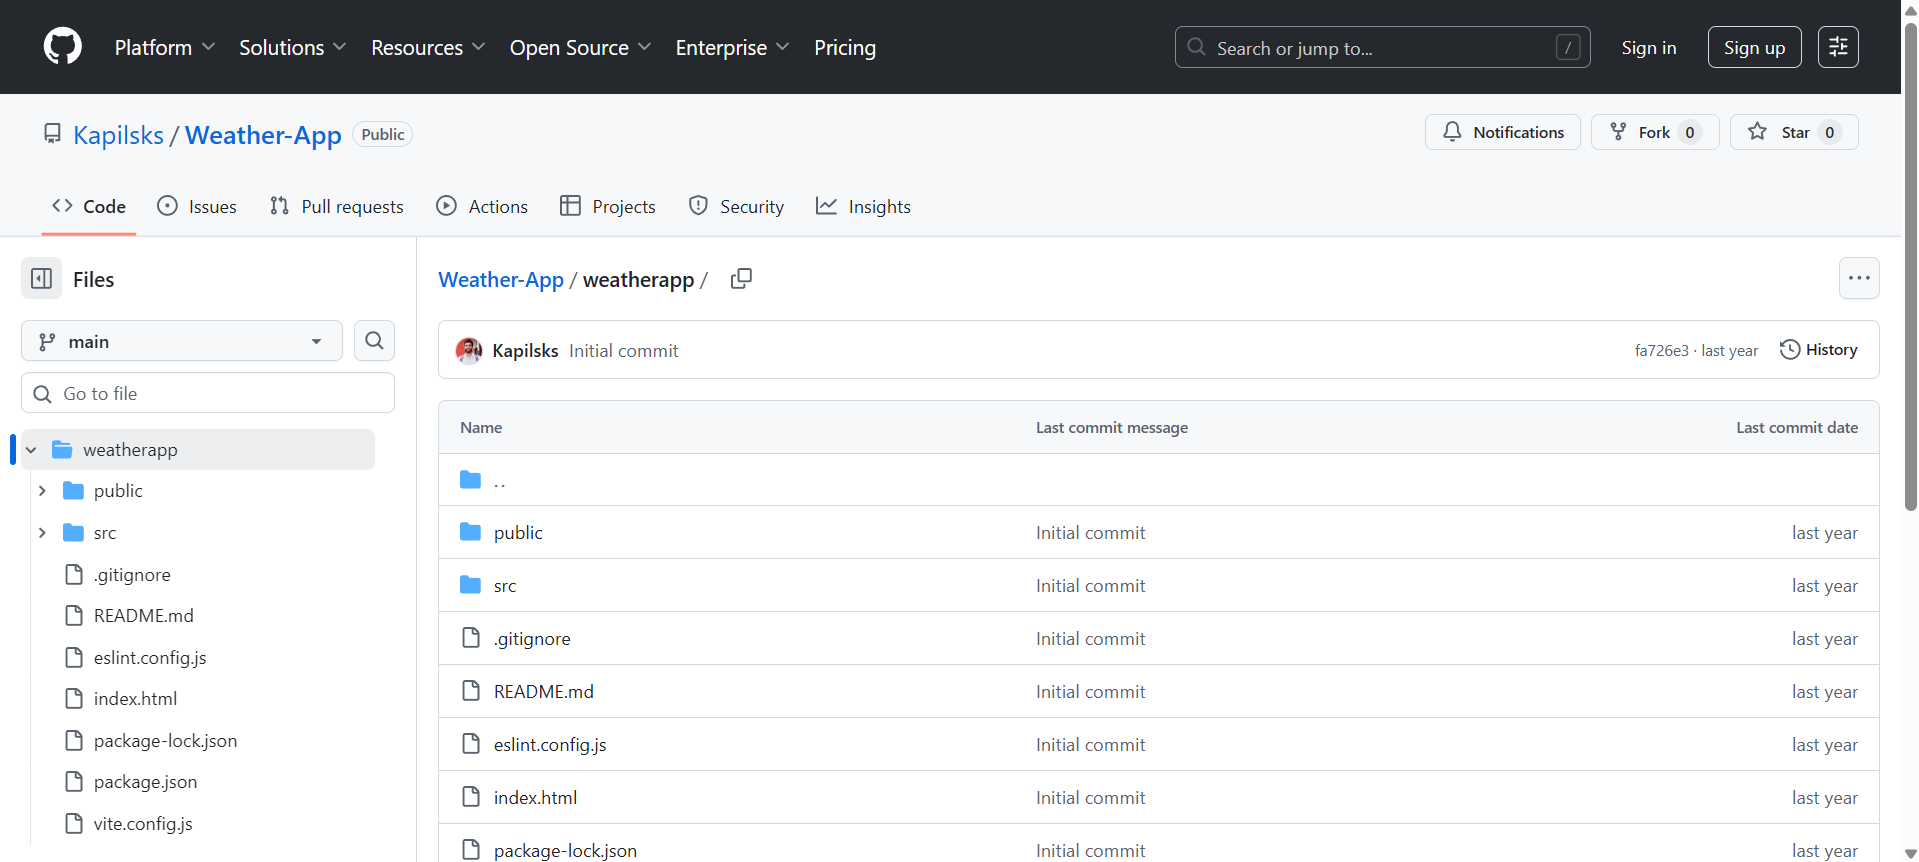 Platform Solutions Resources Open Source Enterprise Pricing Search or jump to... / Sign in Sign up
Kapilsks / Weather-App Public Notifications Fork 0 Star 0
Code Issues Pull requests Actions Projects Security Insights
Files
main
Go to file
weatherapp
public
src
.gitignore
README.md
eslint.config.js
index.html
package-lock.json
package.json
vite.config.js
Weather-App / weatherapp /
Kapilsks Initial commit fa726e3 · last year History
Name Last commit message Last commit date
..
public Initial commit last year
src Initial commit last year
.gitignore Initial commit last year
README.md Initial commit last year
eslint.config.js Initial commit last year
index.html Initial commit last year
package-lock.json Initial commit last year